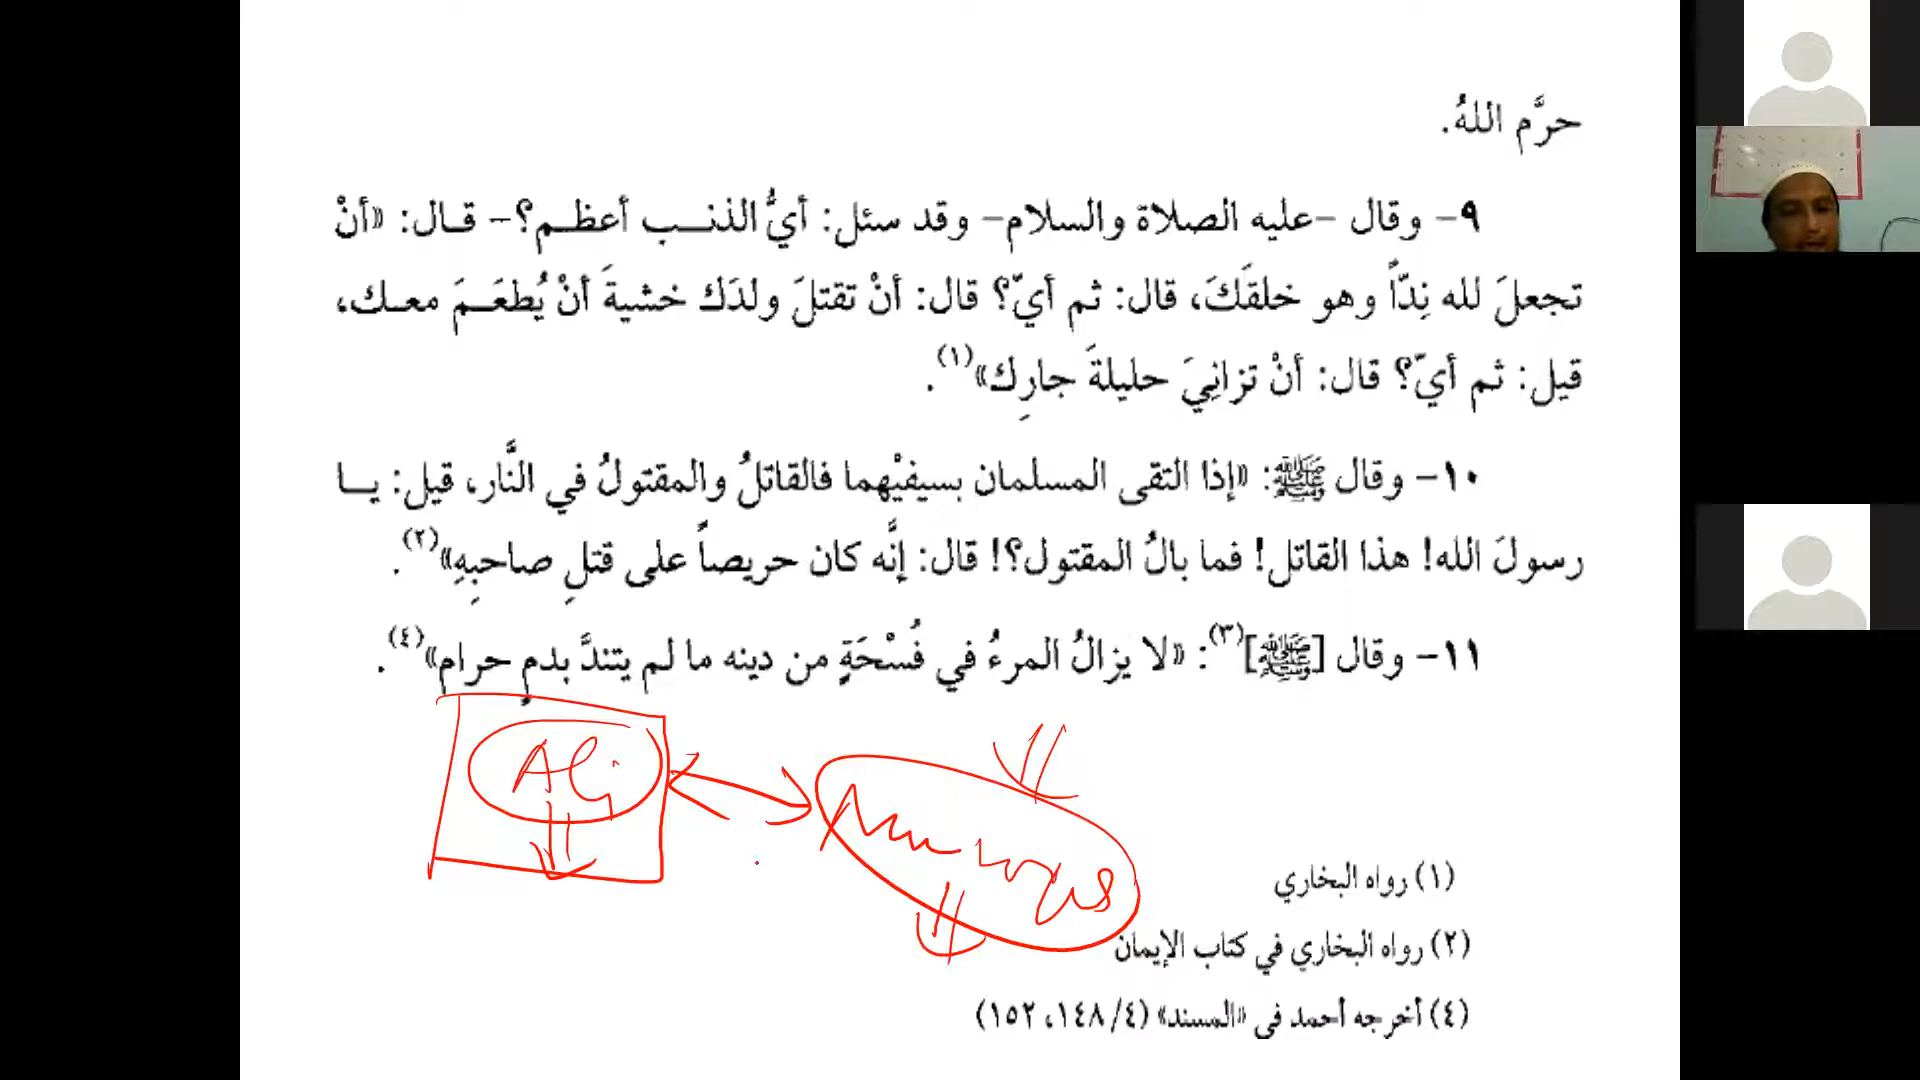 حرَّم اللهُ.
٩- وقال -عليه الصلاة والسلام- وقد سئل: أيُّ الذنب أعظم؟- قال: «أنْ
تجعلَ لله نِدّاً وهو خلقَكَ، قال: ثم أيّ؟ قال: أنْ تقتلَ ولدَك خشيةَ أنْ يُطعَمَ معك،
قيل: ثم أيّ؟ قال: أنْ تزانِيَ حليلةَ جارِك»(١).
١٠- وقال ﷺ: «إذا التقى المسلمان بسيفيْهما فالقاتلُ والمقتولُ في النَّار، قيل: يا
رسولَ الله! هذا القاتل! فما بالُ المقتول؟! قال: إنَّه كان حريصاً على قتلِ صاحبِهِ»(٢).
١١- وقال [ﷺ](٣): «لا يزالُ المرءُ في فُسْحَةٍ من دينه ما لم يتندَّ بدمٍ حرام»(٤).
Ali
(١) رواه البخاري
(٢) رواه البخاري في كتاب الإيمان
(٤) أخرجه أحمد في «المسند» (٤/ ١٤٨، ١٥٢)